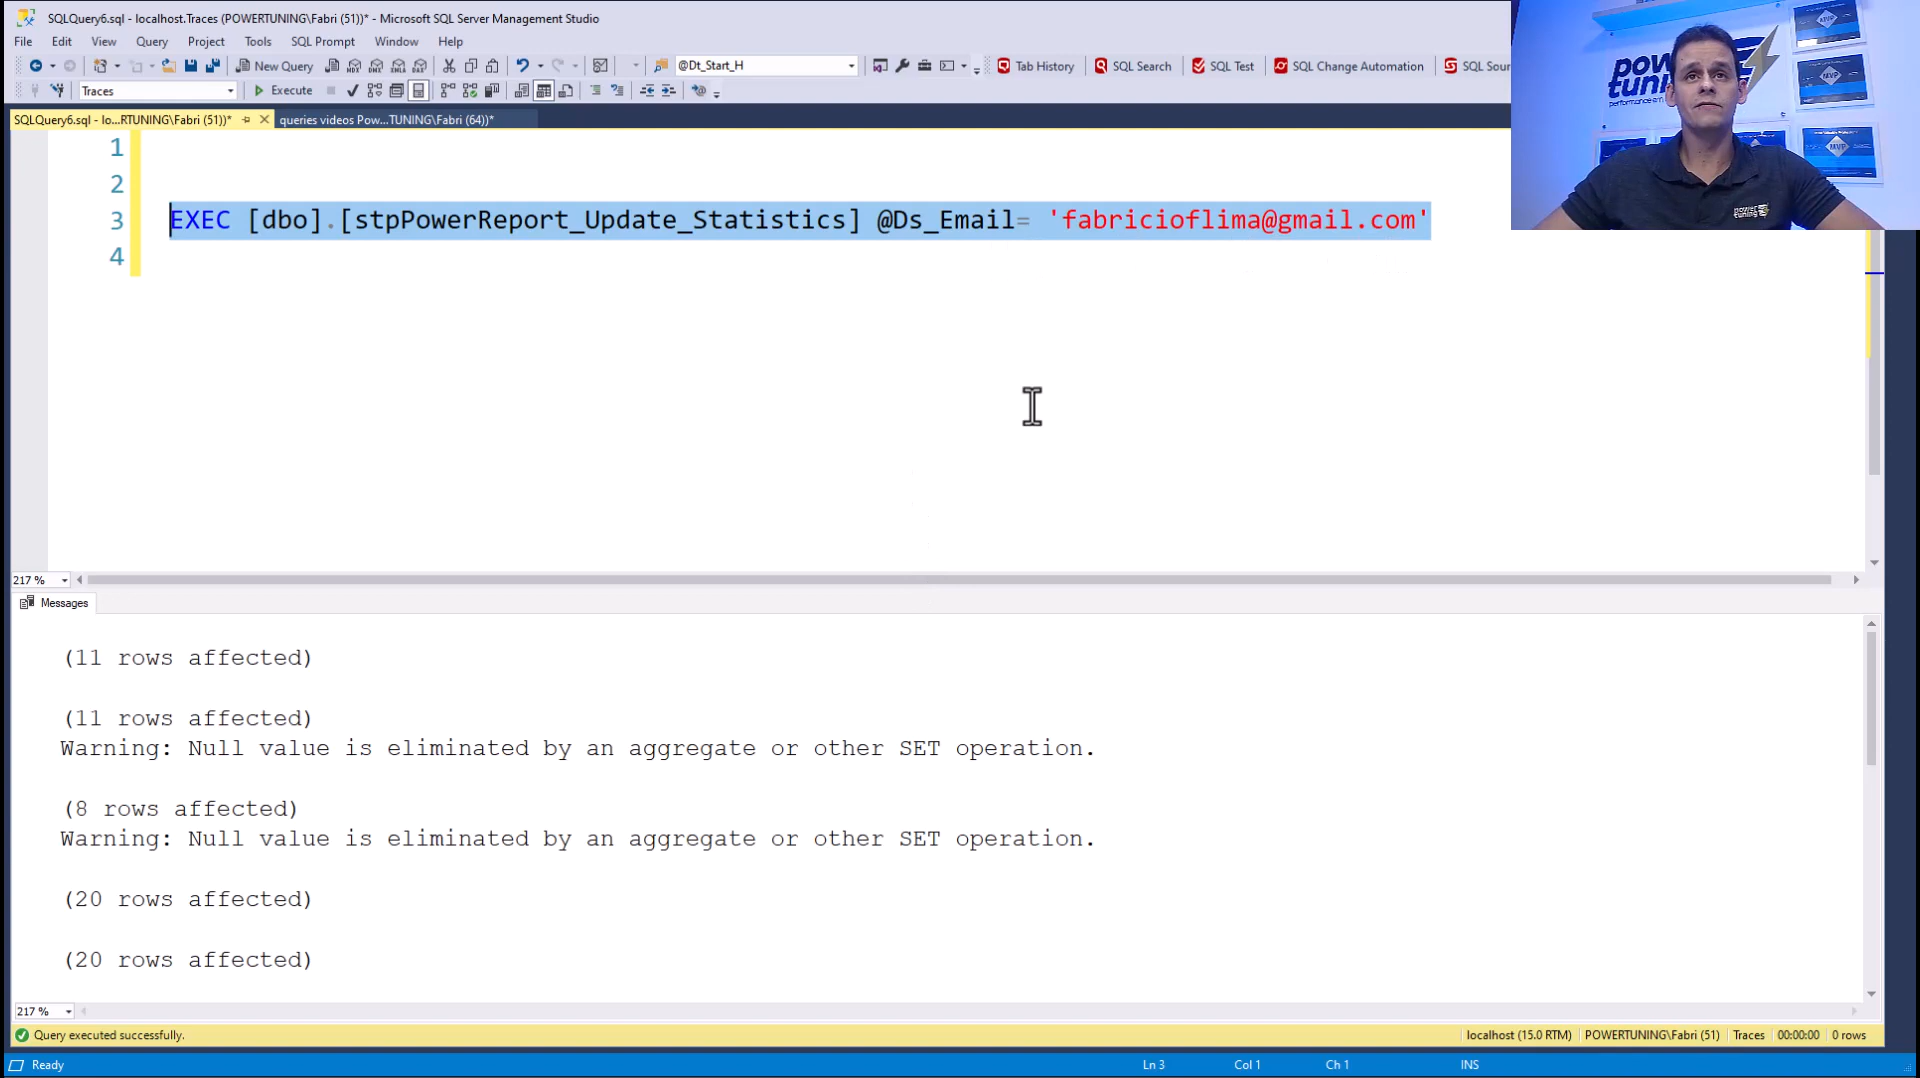 SQLQuery6.sql - localhost.Traces (POWERTUNING\Fabri (51))* - Microsoft SQL Server Management Studio
File Edit View Query Project Tools SQL Prompt Window Help
New Query @Dt_Start_H Tab History SQL Search SQL Test SQL Change Automation SQL Sour
Traces Execute
SQLQuery6.sql - lo...RTUNING\Fabri (51))* queries videos Pow...TUNING\Fabri (64))*
1
2
3 EXEC [dbo].[stpPowerReport_Update_Statistics] @Ds_Email= 'fabricioflima@gmail.com'
4
217 %
Messages
(11 rows affected)
(11 rows affected)
Warning: Null value is eliminated by an aggregate or other SET operation.
(8 rows affected)
Warning: Null value is eliminated by an aggregate or other SET operation.
(20 rows affected)
(20 rows affected)
217 %
Query executed successfully. localhost (15.0 RTM) POWERTUNING\Fabri (51) Traces 00:00:00 0 rows
Ready Ln 3 Col 1 Ch 1 INS
MVP
MVP
MVP
power
tuning